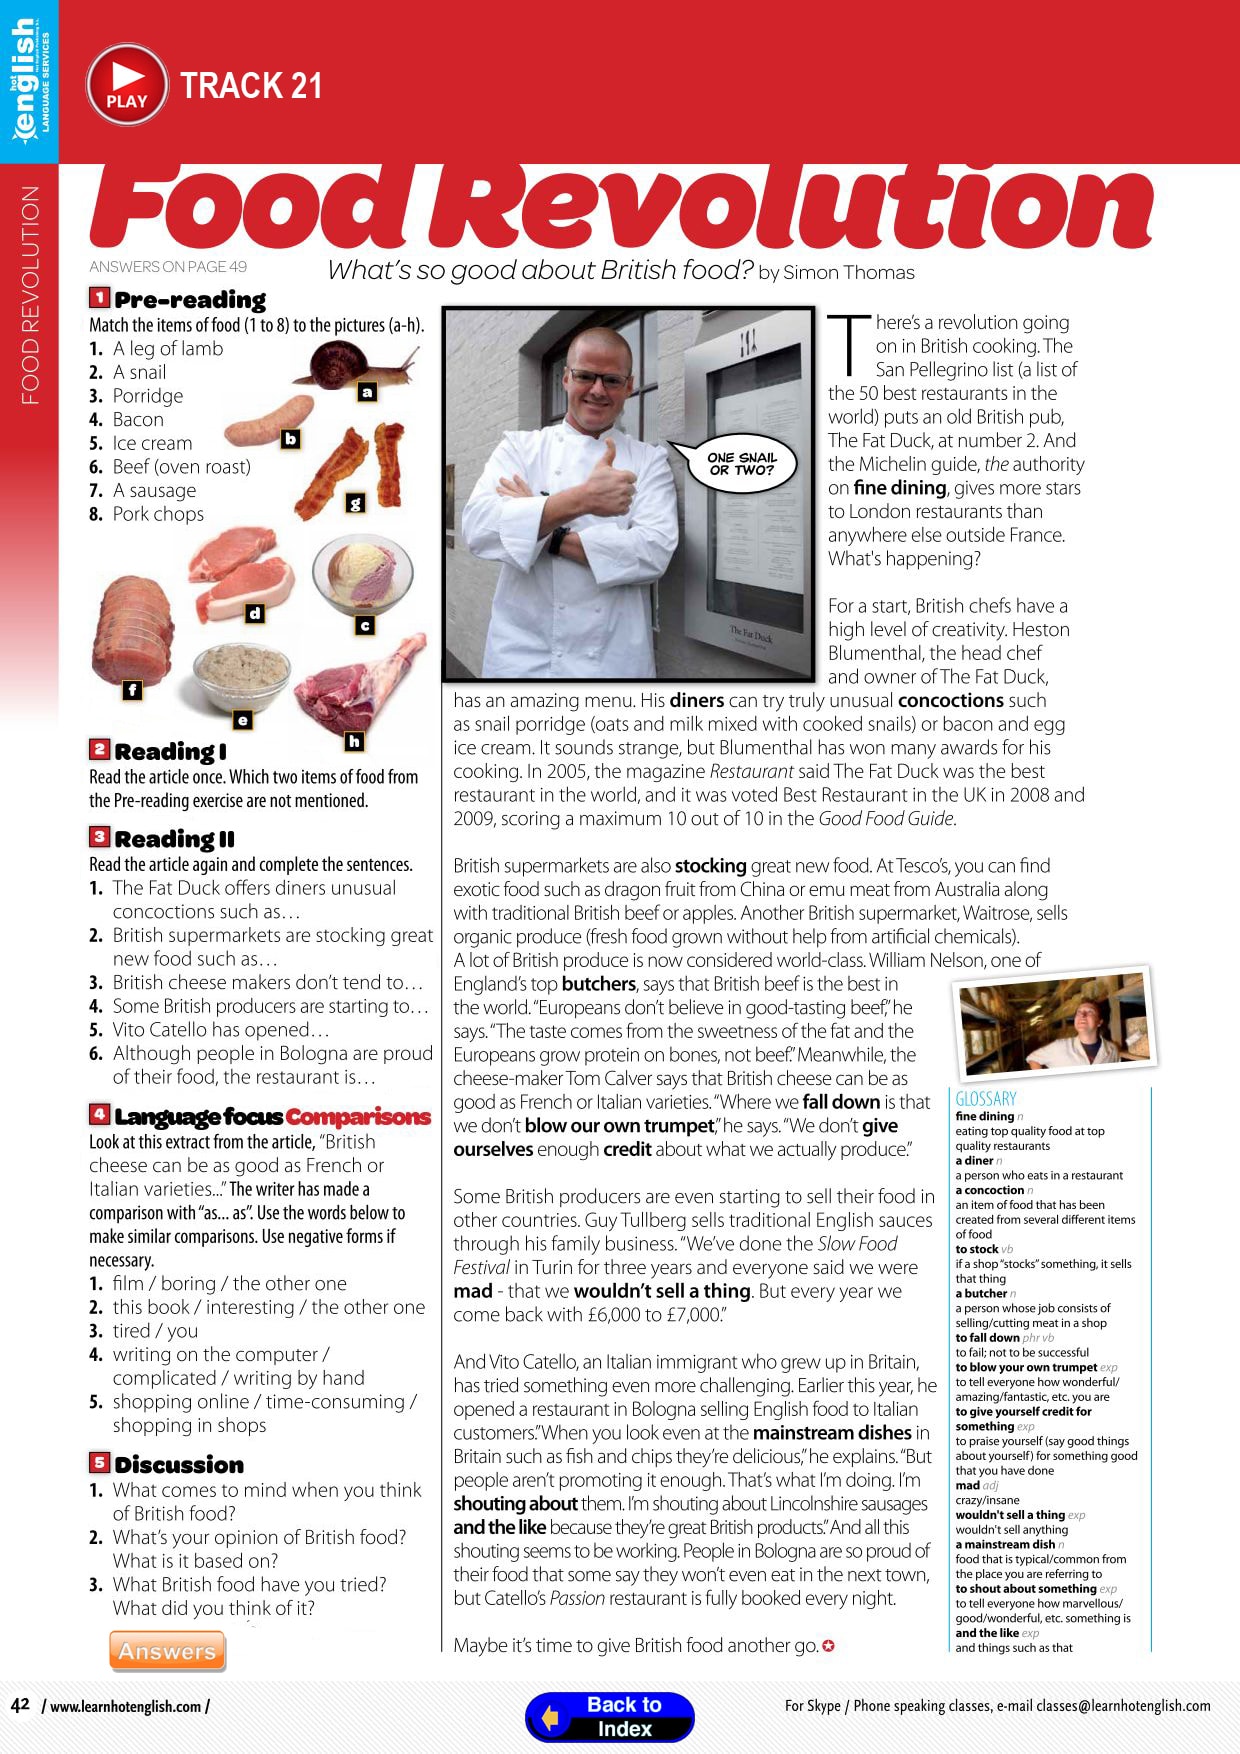 hot
english
LANGUAGE SERVICES
PLAY
TRACK 21
FOOD REVOLUTION
Food Revolution
ANSWERS ON PAGE 49
What's so good about British food? by Simon Thomas
1 Pre-reading
Match the items of food (1 to 8) to the pictures (a-h).
1. A leg of lamb
2. A snail
3. Porridge
4. Bacon
5. Ice cream
6. Beef (oven roast)
7. A sausage
8. Pork chops
a
b
g
d
c
f
e
h
2 Reading I
Read the article once. Which two items of food from
the Pre-reading exercise are not mentioned.
3 Reading II
Read the article again and complete the sentences.
1. The Fat Duck offers diners unusual
concoctions such as…
2. British supermarkets are stocking great
new food such as…
3. British cheese makers don't tend to…
4. Some British producers are starting to…
5. Vito Catello has opened…
6. Although people in Bologna are proud
of their food, the restaurant is…
4 Language focus Comparisons
Look at this extract from the article, "British
cheese can be as good as French or
Italian varieties..." The writer has made a
comparison with "as... as". Use the words below to
make similar comparisons. Use negative forms if
necessary.
1. film / boring / the other one
2. this book / interesting / the other one
3. tired / you
4. writing on the computer /
complicated / writing by hand
5. shopping online / time-consuming /
shopping in shops
5 Discussion
1. What comes to mind when you think
of British food?
2. What's your opinion of British food?
What is it based on?
3. What British food have you tried?
What did you think of it?
Answers
ONE SNAIL
OR TWO?
The Fat Duck
There's a revolution going
on in British cooking. The
San Pellegrino list (a list of
the 50 best restaurants in the
world) puts an old British pub,
The Fat Duck, at number 2. And
the Michelin guide, the authority
on fine dining, gives more stars
to London restaurants than
anywhere else outside France.
What's happening?
For a start, British chefs have a
high level of creativity. Heston
Blumenthal, the head chef
and owner of The Fat Duck,
has an amazing menu. His diners can try truly unusual concoctions such
as snail porridge (oats and milk mixed with cooked snails) or bacon and egg
ice cream. It sounds strange, but Blumenthal has won many awards for his
cooking. In 2005, the magazine Restaurant said The Fat Duck was the best
restaurant in the world, and it was voted Best Restaurant in the UK in 2008 and
2009, scoring a maximum 10 out of 10 in the Good Food Guide.
British supermarkets are also stocking great new food. At Tesco's, you can find
exotic food such as dragon fruit from China or emu meat from Australia along
with traditional British beef or apples. Another British supermarket, Waitrose, sells
organic produce (fresh food grown without help from artificial chemicals).
A lot of British produce is now considered world-class. William Nelson, one of
England's top butchers, says that British beef is the best in
the world. "Europeans don't believe in good-tasting beef," he
says. "The taste comes from the sweetness of the fat and the
Europeans grow protein on bones, not beef." Meanwhile, the
cheese-maker Tom Calver says that British cheese can be as
good as French or Italian varieties. "Where we fall down is that
we don't blow our own trumpet," he says. "We don't give
ourselves enough credit about what we actually produce."
Some British producers are even starting to sell their food in
other countries. Guy Tullberg sells traditional English sauces
through his family business. "We've done the Slow Food
Festival in Turin for three years and everyone said we were
mad - that we wouldn't sell a thing. But every year we
come back with £6,000 to £7,000."
And Vito Catello, an Italian immigrant who grew up in Britain,
has tried something even more challenging. Earlier this year, he
opened a restaurant in Bologna selling English food to Italian
customers. "When you look even at the mainstream dishes in
Britain such as fish and chips they're delicious," he explains. "But
people aren't promoting it enough. That's what I'm doing. I'm
shouting about them. I'm shouting about Lincolnshire sausages
and the like because they're great British products." And all this
shouting seems to be working. People in Bologna are so proud of
their food that some say they won't even eat in the next town,
but Catello's Passion restaurant is fully booked every night.
Maybe it's time to give British food another go.
GLOSSARY
fine dining n
eating top quality food at top
quality restaurants
a diner n
a person who eats in a restaurant
a concoction n
an item of food that has been
created from several different items
of food
to stock vb
if a shop "stocks" something, it sells
that thing
a butcher n
a person whose job consists of
selling/cutting meat in a shop
to fall down phr vb
to fail; not to be successful
to blow your own trumpet exp
to tell everyone how wonderful/
amazing/fantastic, etc. you are
to give yourself credit for
something exp
to praise yourself (say good things
about yourself) for something good
that you have done
mad adj
crazy/insane
wouldn't sell a thing exp
wouldn't sell anything
a mainstream dish n
food that is typical/common from
the place you are referring to
to shout about something exp
to tell everyone how marvellous/
good/wonderful, etc. something is
and the like exp
and things such as that
42 / www.learnhotenglish.com /
Back to
Index
For Skype / Phone speaking classes, e-mail classes@learnhotenglish.com